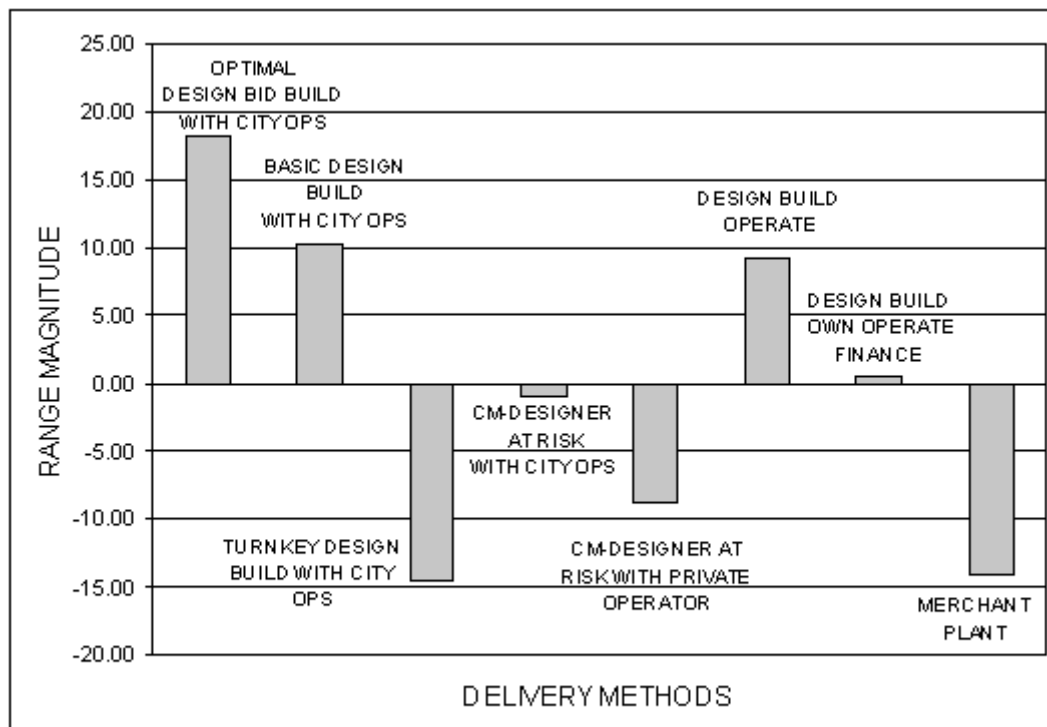 25.00
20.00
15.00
10.00
5.00
0.00
-5.00
-10.00
-15.00
-20.00
RANGE MAGNITUDE
OPTIMAL
DESIGN BID BUILD
WITH CITY OPS
BASIC DESIGN
BUILD
WITH CITY OPS
TURNKEY DESIGN
BUILD WITH CITY
OPS
CM-DESIGNER
AT RISK
WITH CITY OPS
CM-DESIGNER AT
RISK WITH PRIVATE
OPERATOR
DESIGN BUILD
OPERATE
DESIGN BUILD
OWN OPERATE
FINANCE
MERCHANT
PLANT
DELIVERY METHODS